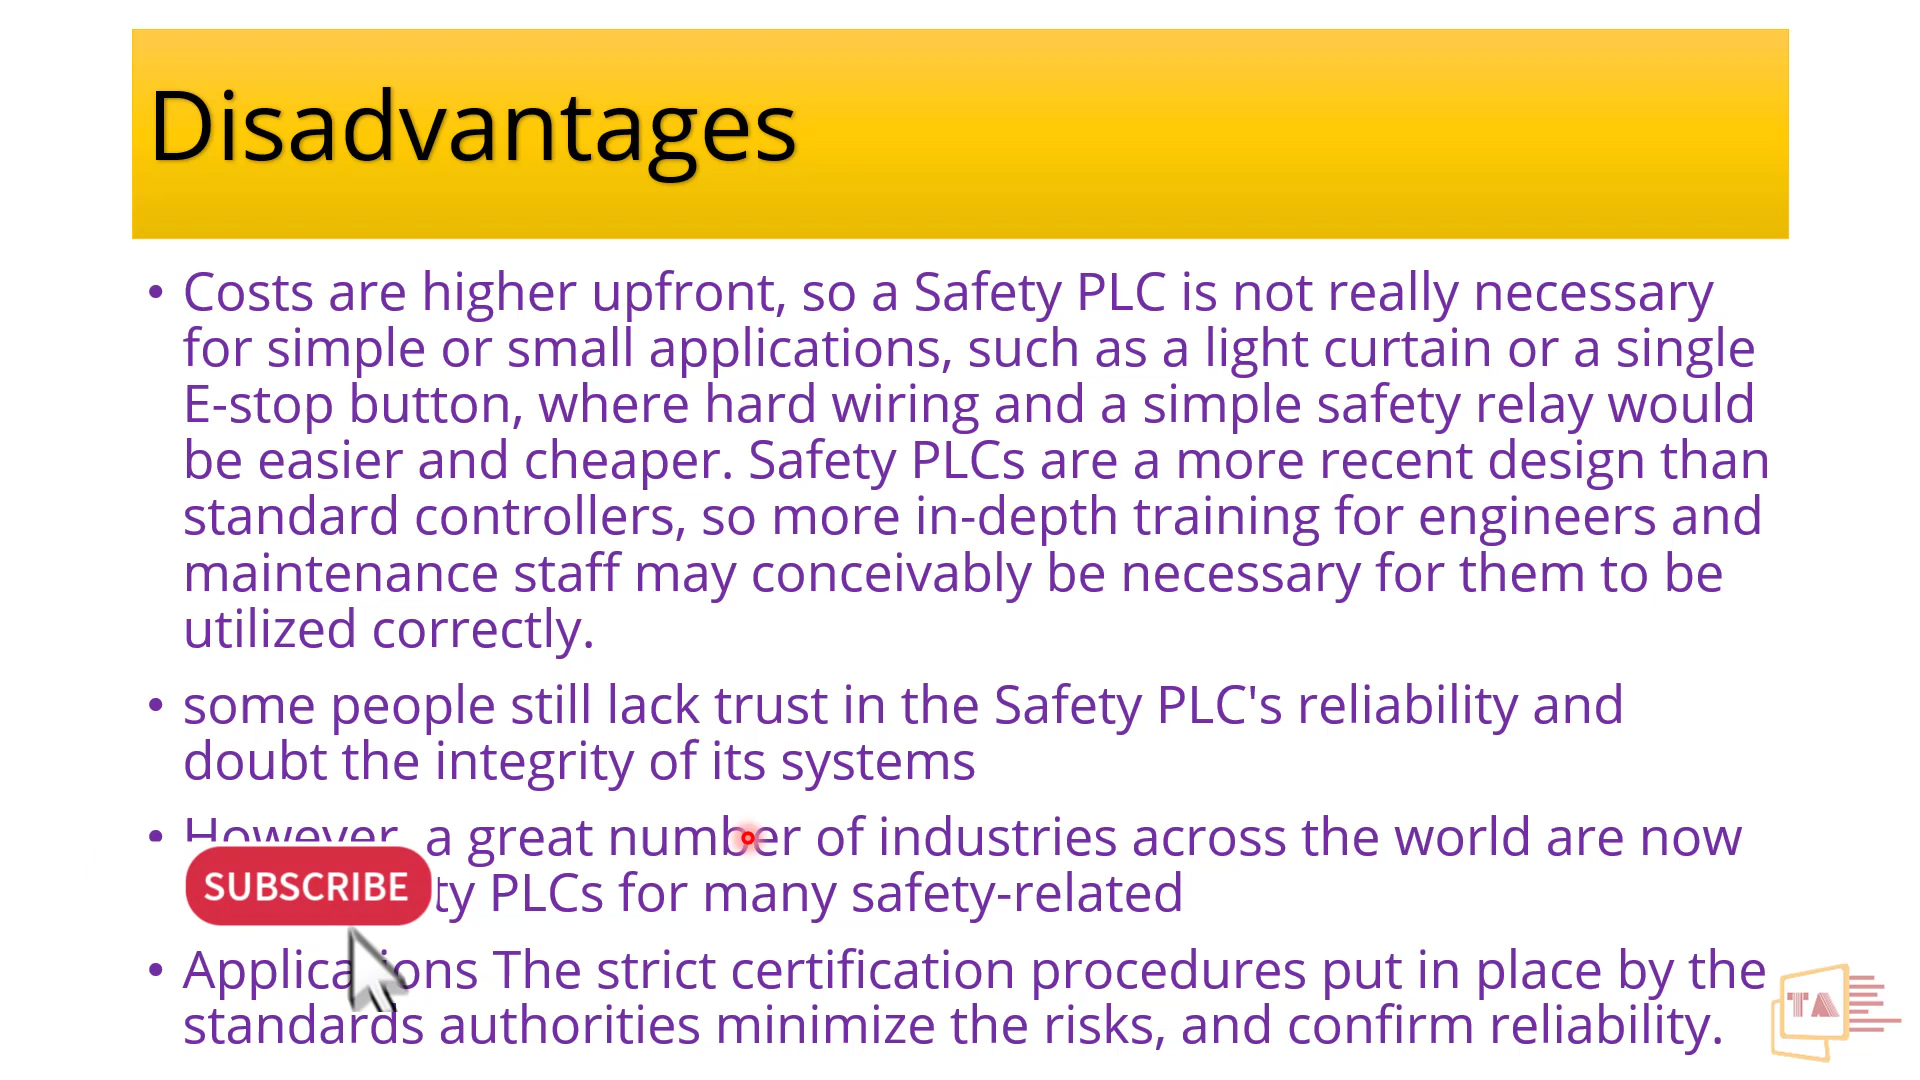 Disadvantages
• Costs are higher upfront, so a Safety PLC is not really necessary
for simple or small applications, such as a light curtain or a single
E-stop button, where hard wiring and a simple safety relay would
be easier and cheaper. Safety PLCs are a more recent design than
standard controllers, so more in-depth training for engineers and
maintenance staff may conceivably be necessary for them to be
utilized correctly.
• some people still lack trust in the Safety PLC's reliability and
doubt the integrity of its systems
• However, a great number of industries across the world are now
PLCs for many safety-related
SUBSCRIBE
• Applications The strict certification procedures put in place by the
standards authorities minimize the risks, and confirm reliability.
TA